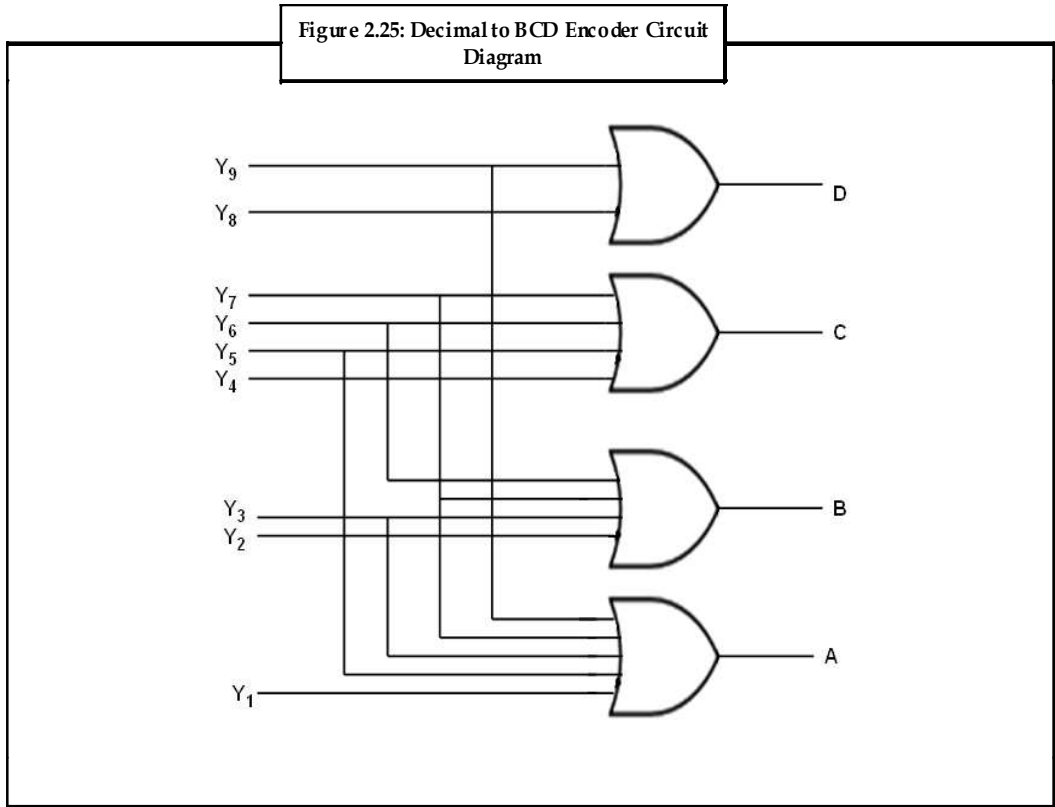 Figure 2.25: Decimal to BCD Encoder Circuit
Diagram
Y9
D
Y8
Y7
Y6
C
Y5
Y4
Y3
B
Y2
A
Y1